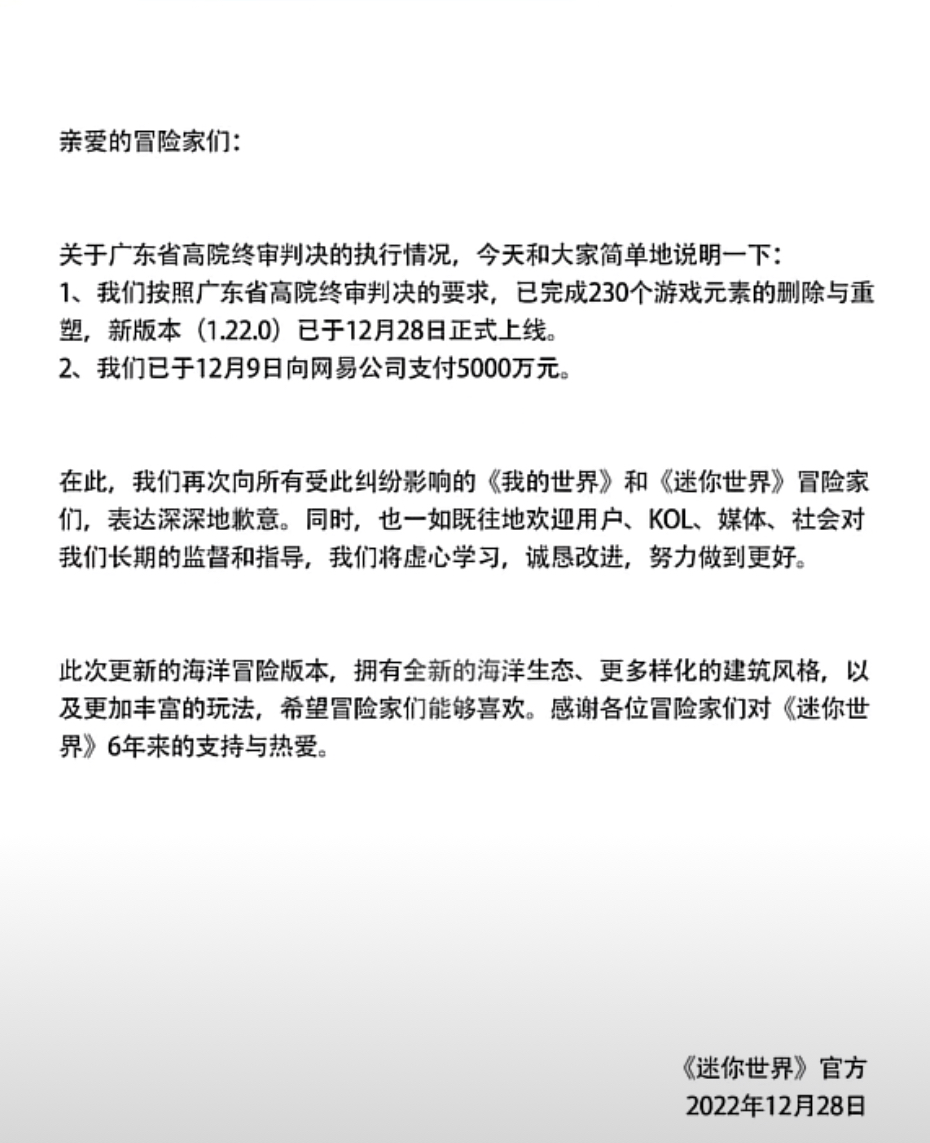 亲爱的冒险家们：
关于广东省高院终审判决的执行情况，今天和大家简单地说明一下：
1、我们按照广东省高院终审判决的要求，已完成230个游戏元素的删除与重
塑，新版本（1.22.0）已于12月28日正式上线。
2、我们已于12月9日向网易公司支付5000万元。
在此，我们再次向所有受此纠纷影响的《我的世界》和《迷你世界》冒险家
们，表达深深地歉意。同时，也一如既往地欢迎用户、KOL、媒体、社会对
我们长期的监督和指导，我们将虚心学习，诚恳改进，努力做到更好。
此次更新的海洋冒险版本，拥有全新的海洋生态、更多样化的建筑风格，以
及更加丰富的玩法，希望冒险家们能够喜欢。感谢各位冒险家们对《迷你世
界》6年来的支持与热爱。
《迷你世界》官方
2022年12月28日